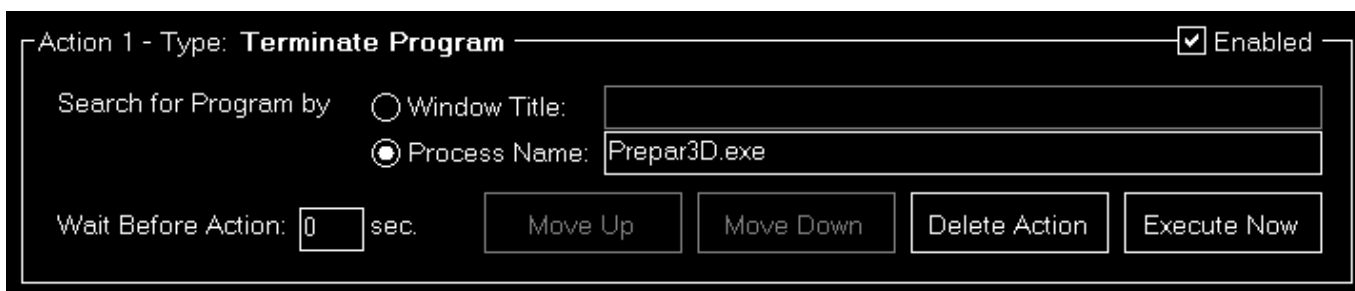 Action 1 - Type: Terminate Program Enabled
Search for Program by Window Title:
Process Name: Prepar3D.exe
Wait Before Action: 0 sec. Move Up Move Down Delete Action Execute Now